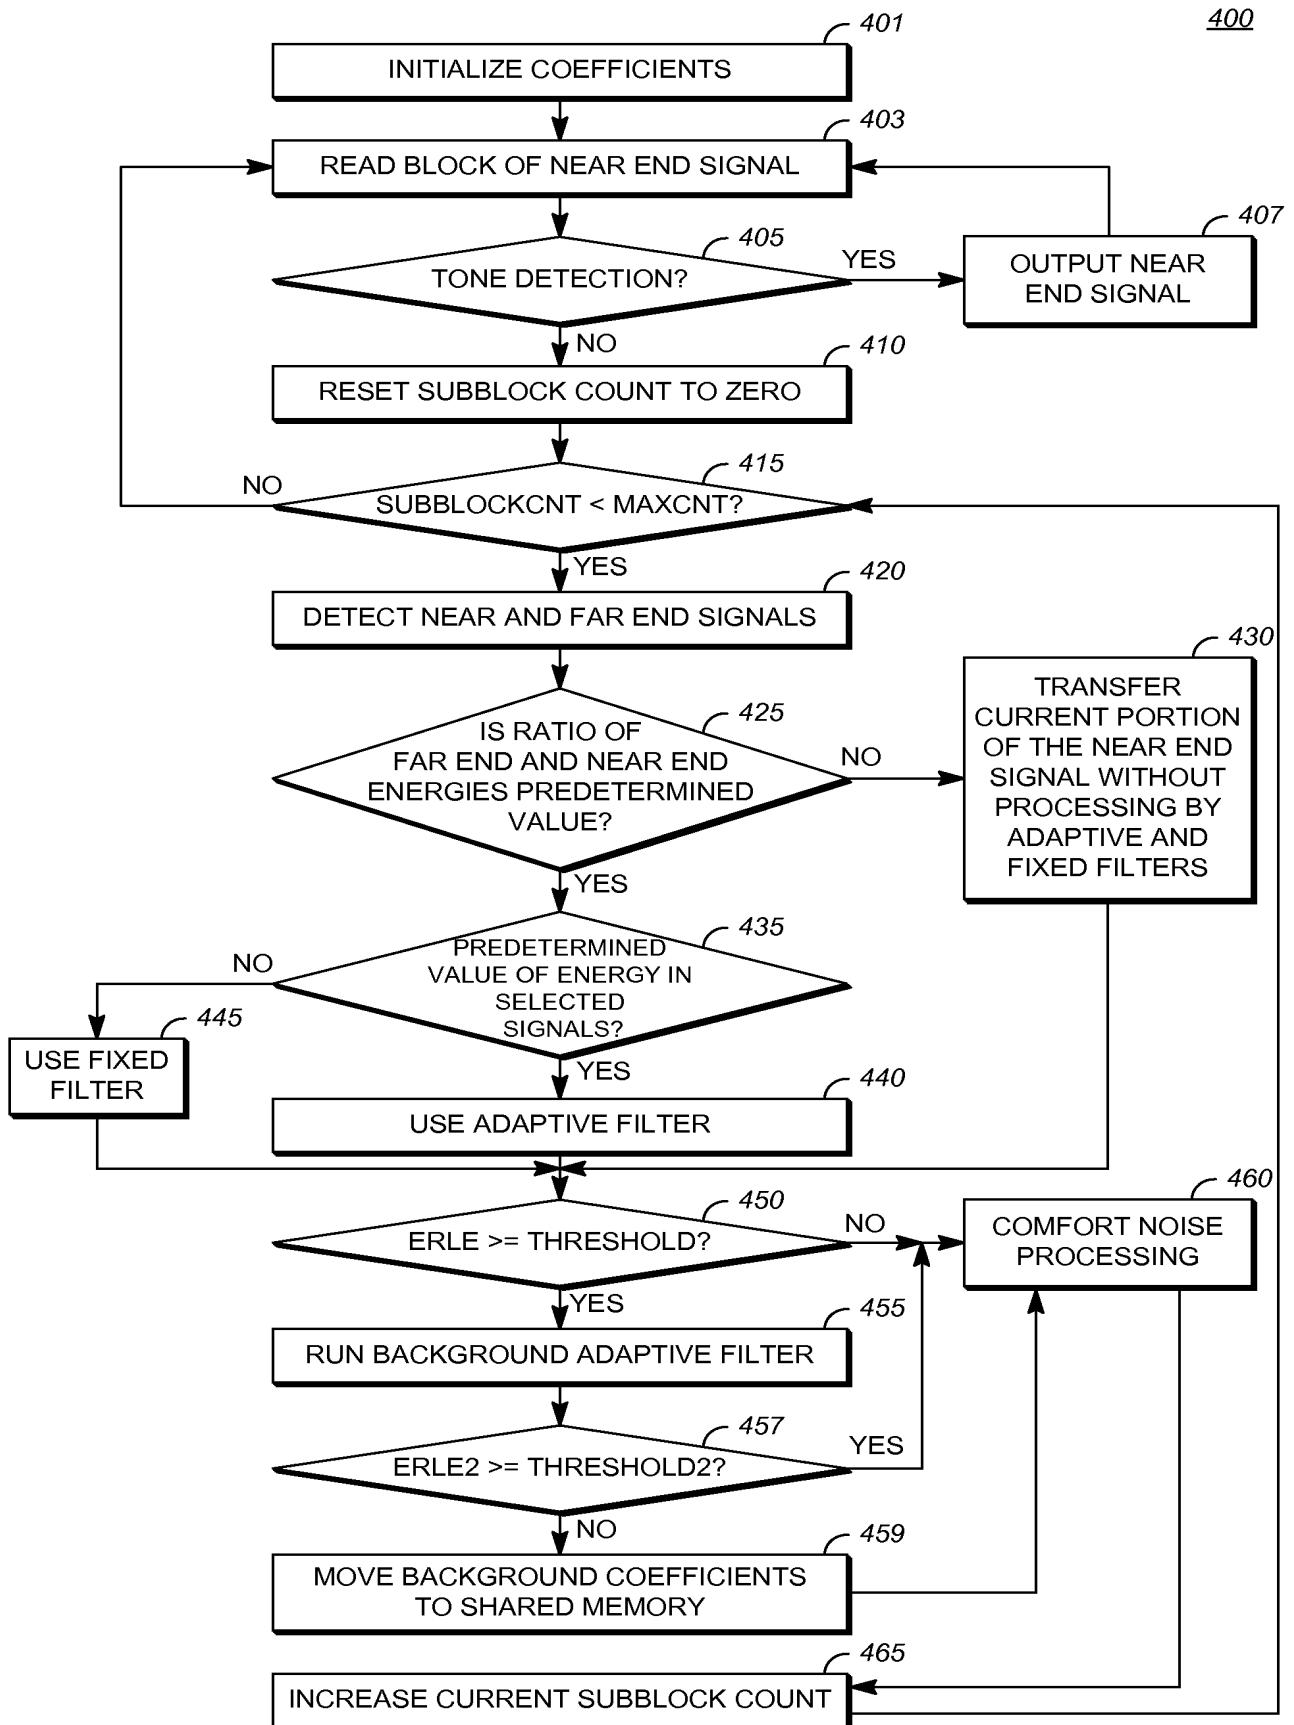 400
401
INITIALIZE COEFFICIENTS
403
READ BLOCK OF NEAR END SIGNAL
405
TONE DETECTION?
YES
407
OUTPUT NEAR
END SIGNAL
NO
410
RESET SUBBLOCK COUNT TO ZERO
415
NO
SUBBLOCKCNT < MAXCNT?
YES
420
DETECT NEAR AND FAR END SIGNALS
425
IS RATIO OF
FAR END AND NEAR END
ENERGIES PREDETERMINED
VALUE?
NO
430
TRANSFER
CURRENT PORTION
OF THE NEAR END
SIGNAL WITHOUT
PROCESSING BY
ADAPTIVE AND
FIXED FILTERS
YES
435
PREDETERMINED
VALUE OF ENERGY IN
SELECTED
SIGNALS?
NO
445
USE FIXED
FILTER
YES
440
USE ADAPTIVE FILTER
450
ERLE >= THRESHOLD?
NO
460
COMFORT NOISE
PROCESSING
YES
455
RUN BACKGROUND ADAPTIVE FILTER
457
ERLE2 >= THRESHOLD2?
YES
NO
459
MOVE BACKGROUND COEFFICIENTS
TO SHARED MEMORY
465
INCREASE CURRENT SUBBLOCK COUNT